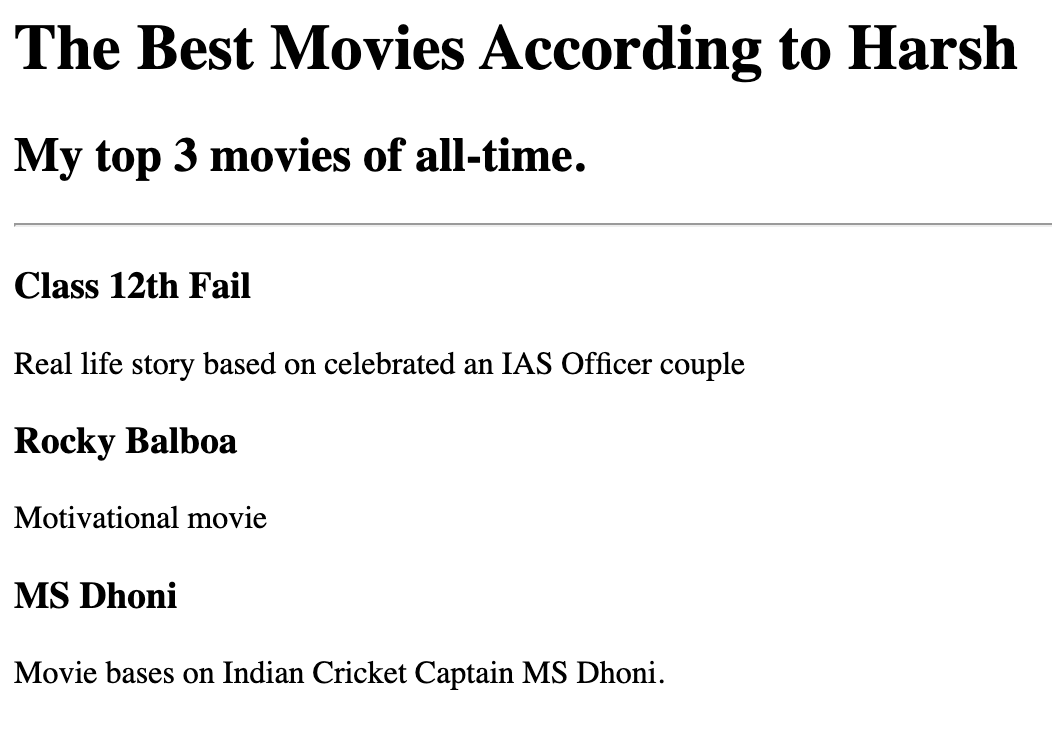 The Best Movies According to Harsh
My top 3 movies of all-time.
Class 12th Fail
Real life story based on celebrated an IAS Officer couple
Rocky Balboa
Motivational movie
MS Dhoni
Movie bases on Indian Cricket Captain MS Dhoni.